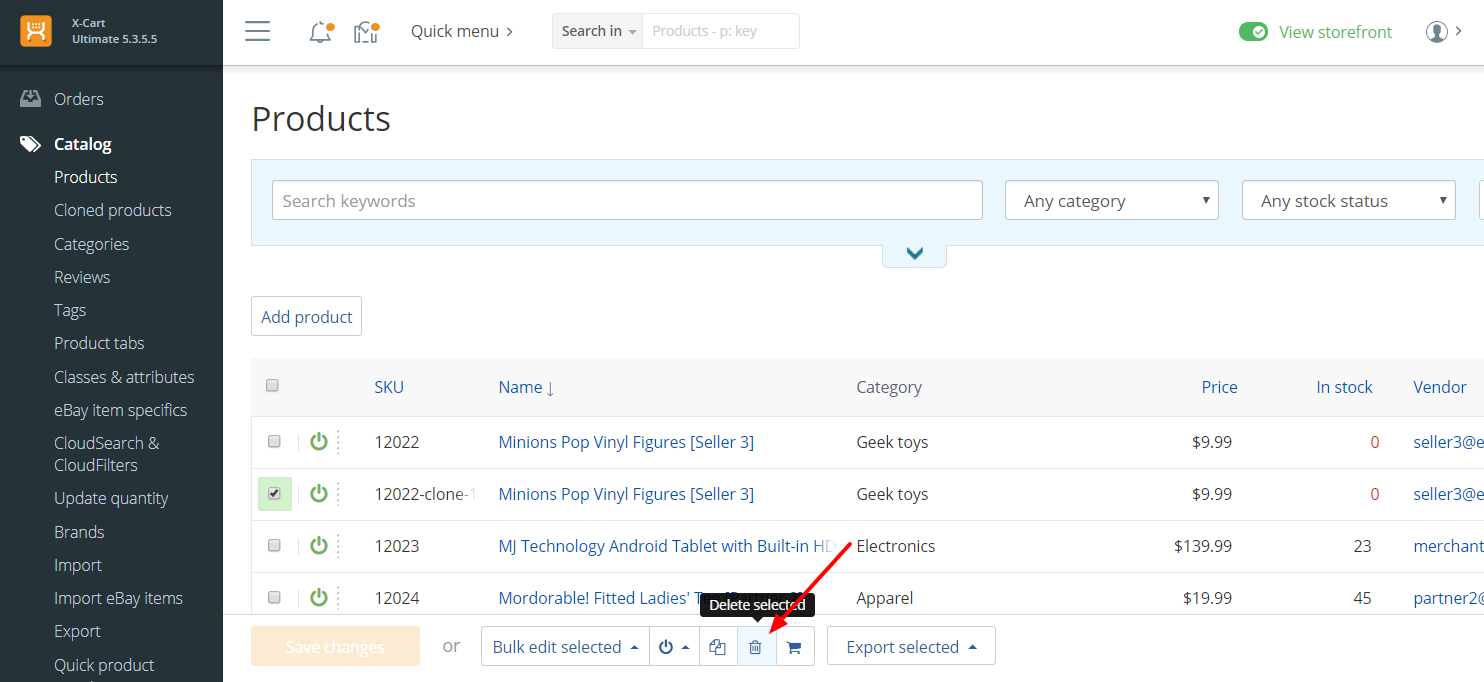 X-Cart
Ultimate 5.3.5.5
Quick menu
Search in
Products - p: key
View storefront
Orders
Catalog
Products
Cloned products
Categories
Reviews
Tags
Product tabs
Classes & attributes
eBay item specifics
CloudSearch &
CloudFilters
Update quantity
Brands
Import
Import eBay items
Export
Quick product
Products
Search keywords
Any category
Any stock status
Add product
SKU Name Category Price In stock Vendor
12022 Minions Pop Vinyl Figures [Seller 3] Geek toys $9.99 0 seller3@e
12022-clone-1 Minions Pop Vinyl Figures [Seller 3] Geek toys $9.99 0 seller3@e
12023 MJ Technology Android Tablet with Built-in HD Electronics $139.99 23 merchant
12024 Mordorable! Fitted Ladies' Apparel $19.99 45 partner2@
Delete selected
Save changes or Bulk edit selected Export selected